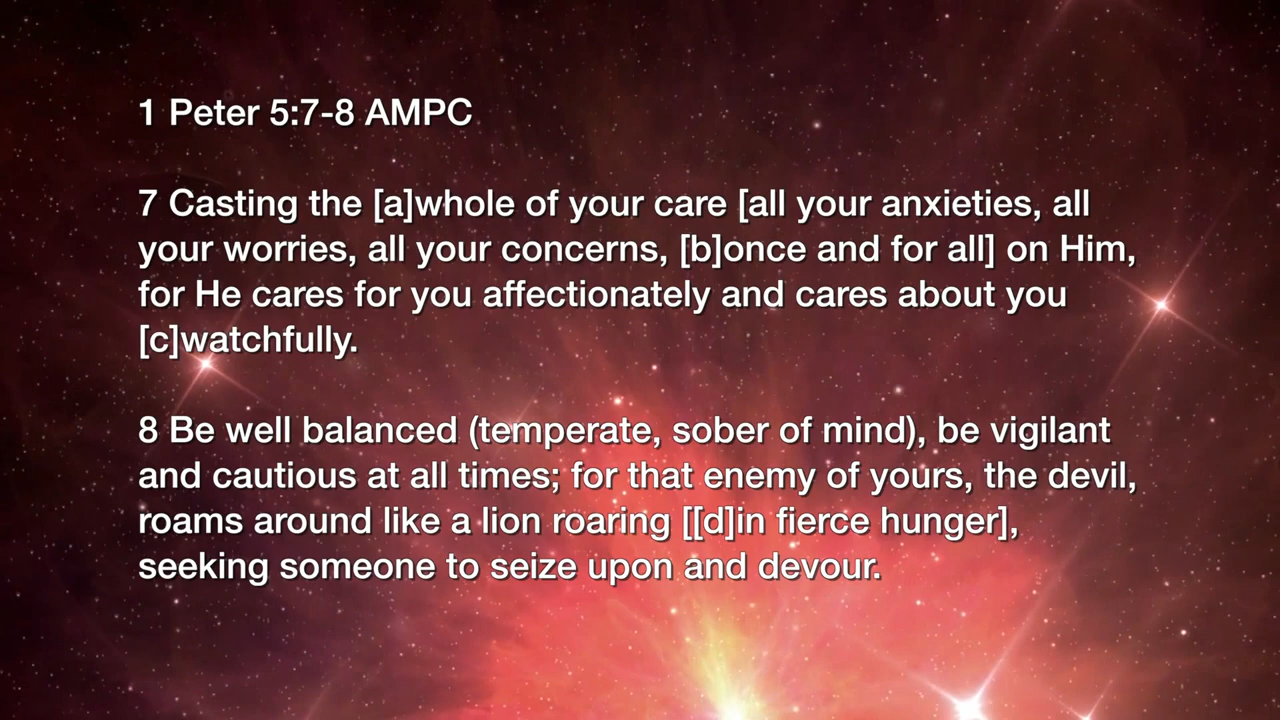 1 Peter 5:7-8 AMPC
7 Casting the [a]whole of your care [all your anxieties, all
your worries, all your concerns, [b]once and for all] on Him,
for He cares for you affectionately and cares about you
[c]watchfully.
8 Be well balanced (temperate, sober of mind), be vigilant
and cautious at all times; for that enemy of yours, the devil,
roams around like a lion roaring [[d]in fierce hunger],
seeking someone to seize upon and devour.